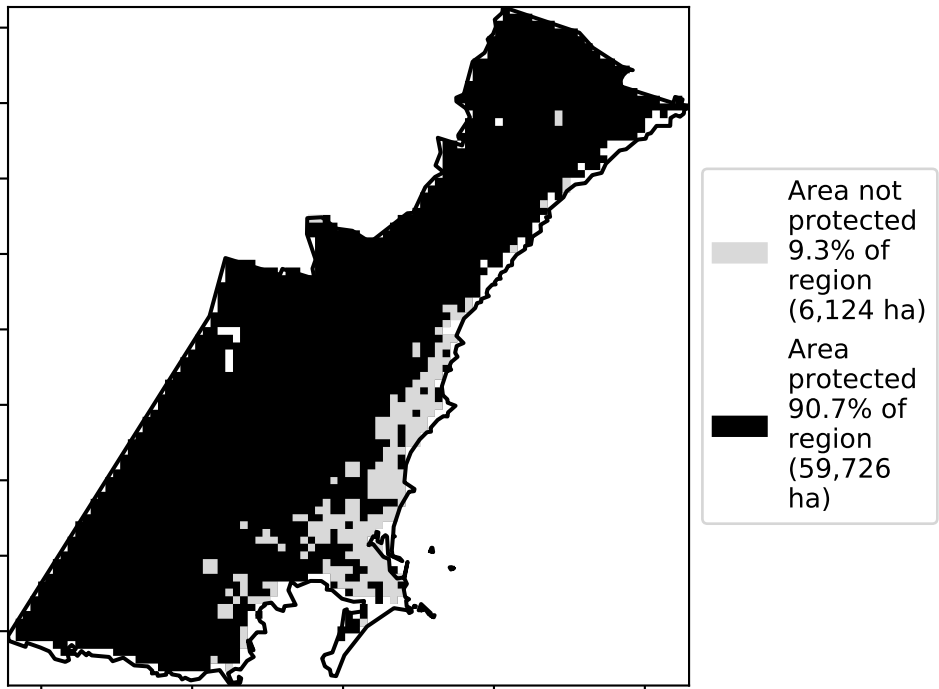 Area not
protected
9.3% of
region
(6,124 ha)
Area
protected
90.7% of
region
(59,726
ha)